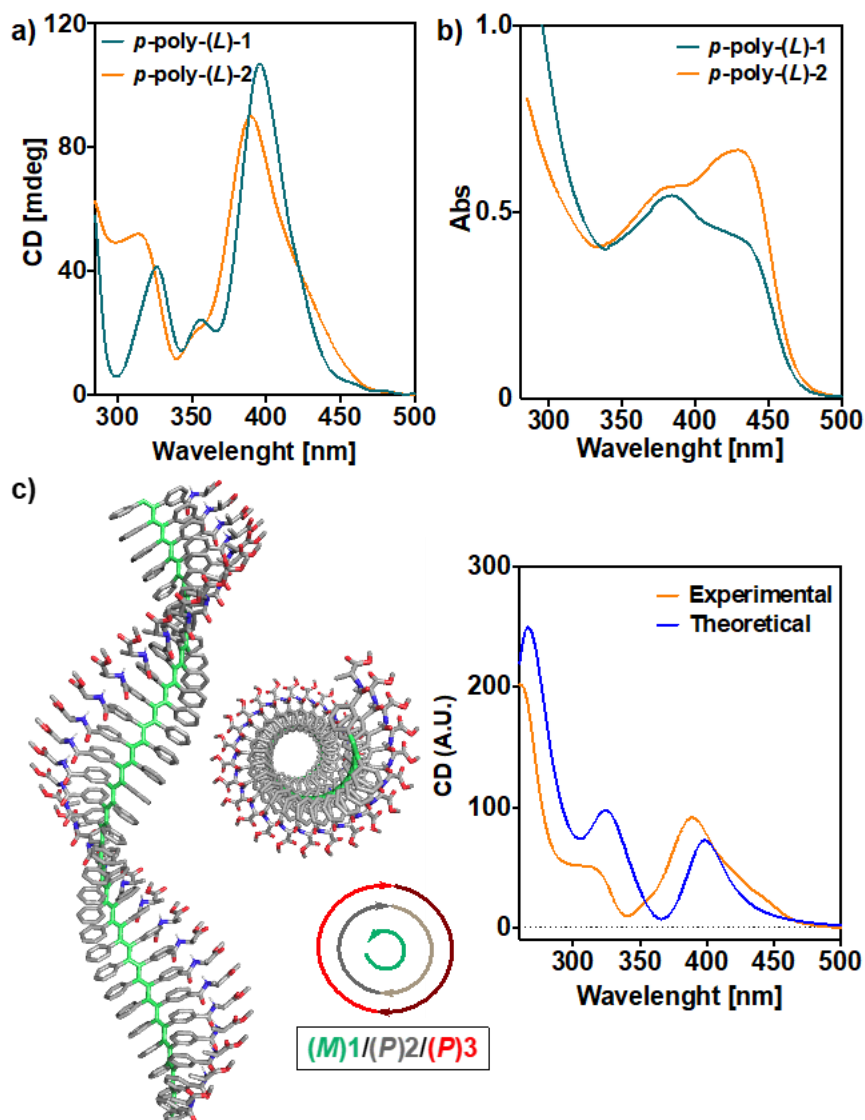 a)
120
80
40
0
CD [mdeg]
p-poly-(L)-1
p-poly-(L)-2
300 350 400 450 500
Wavelenght [nm]
b)
1.0
0.5
0
Abs
p-poly-(L)-1
p-poly-(L)-2
300 350 400 450 500
Wavelenght [nm]
c)
(M)1/(P)2/(P)3
300
200
100
0
CD (A.U.)
Experimental
Theoretical
300 350 400 450 500
Wavelenght [nm]